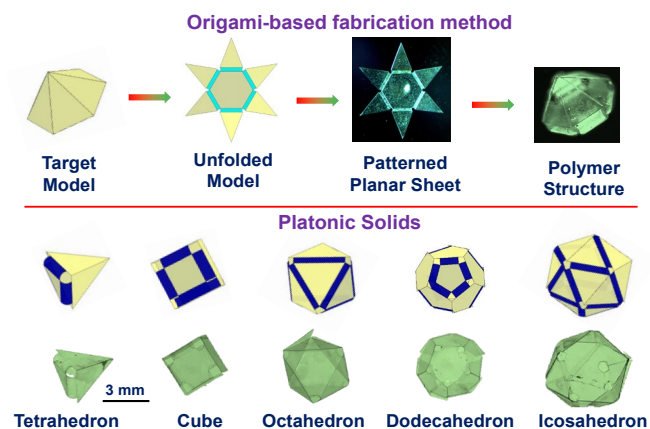 Origami-based fabrication method
Target
Model
Unfolded
Model
Patterned
Planar Sheet
Polymer
Structure
Platonic Solids
3 mm
Tetrahedron
Cube
Octahedron
Dodecahedron
Icosahedron